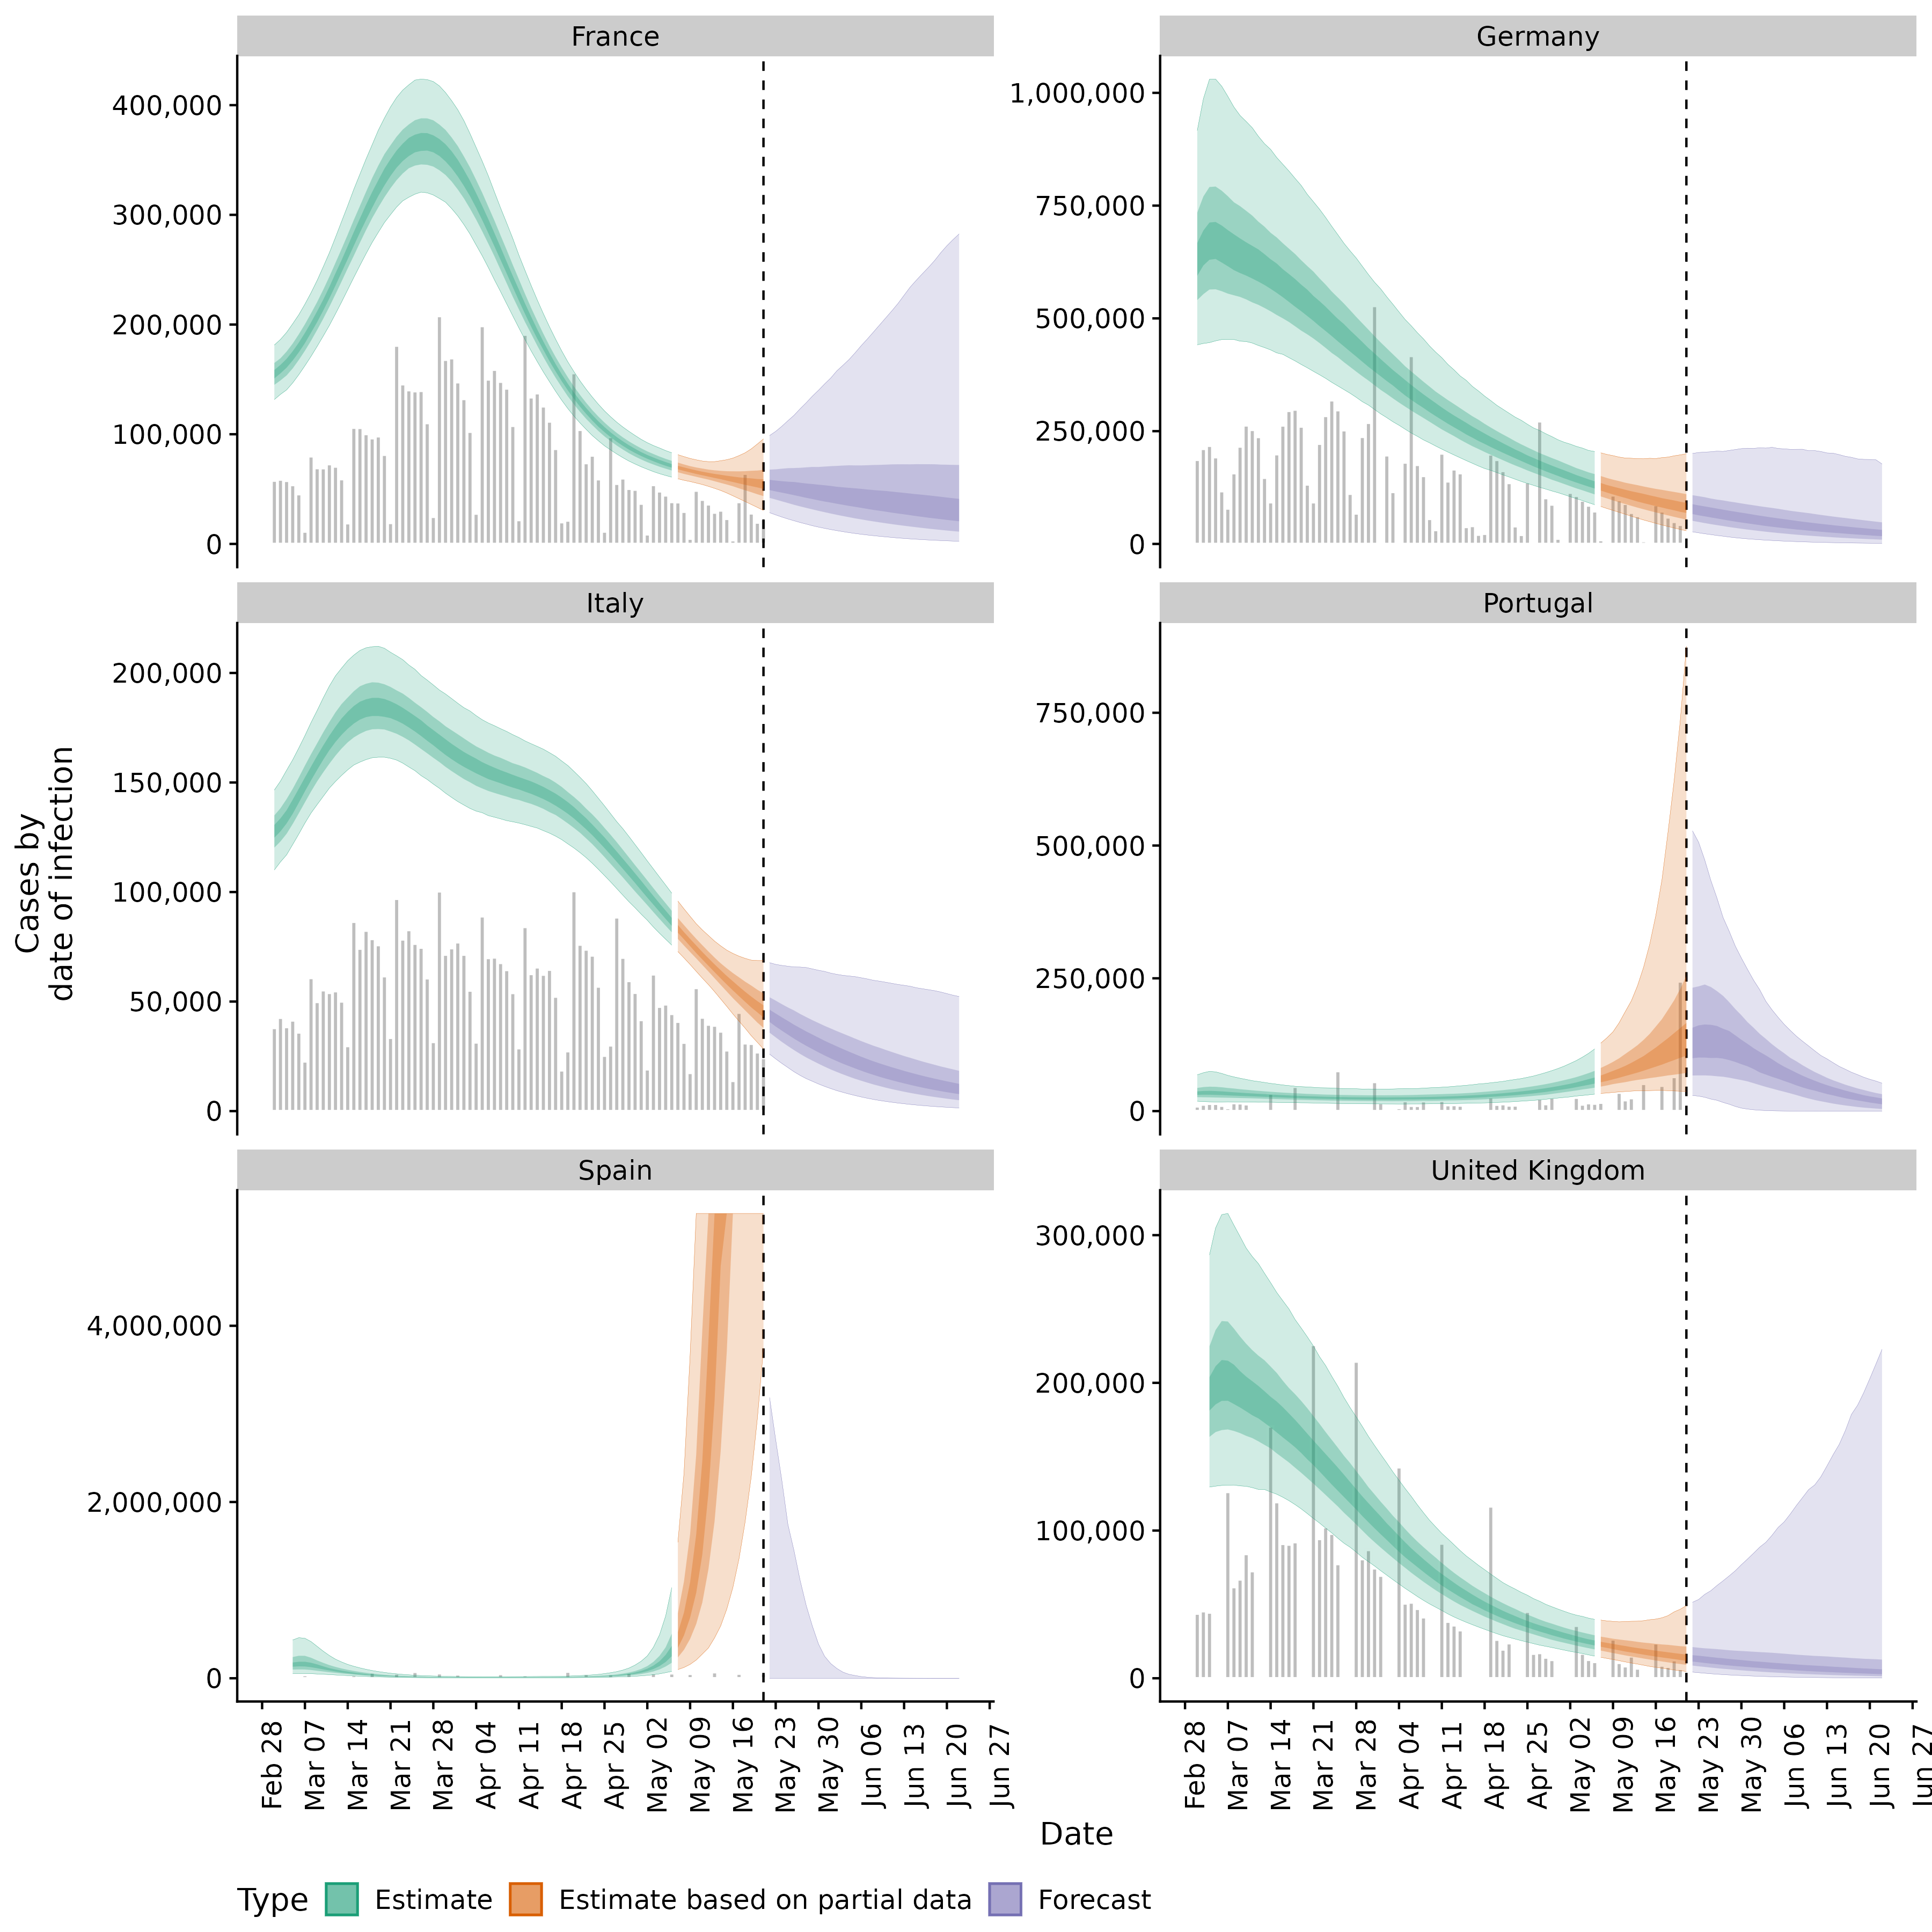 France
Germany
400,000
300,000
200,000
100,000
0
1,000,000
750,000
500,000
250,000
0
Italy
Portugal
200,000
150,000
100,000
50,000
0
750,000
500,000
250,000
0
Cases by
date of infection
Spain
United Kingdom
4,000,000
2,000,000
0
300,000
200,000
100,000
0
Feb 28
Mar 07
Mar 14
Mar 21
Mar 28
Apr 04
Apr 11
Apr 18
Apr 25
May 02
May 09
May 16
May 23
May 30
Jun 06
Jun 13
Jun 20
Jun 27
Feb 28
Mar 07
Mar 14
Mar 21
Mar 28
Apr 04
Apr 11
Apr 18
Apr 25
May 02
May 09
May 16
May 23
May 30
Jun 06
Jun 13
Jun 20
Jun 27
Date
Type Estimate Estimate based on partial data Forecast